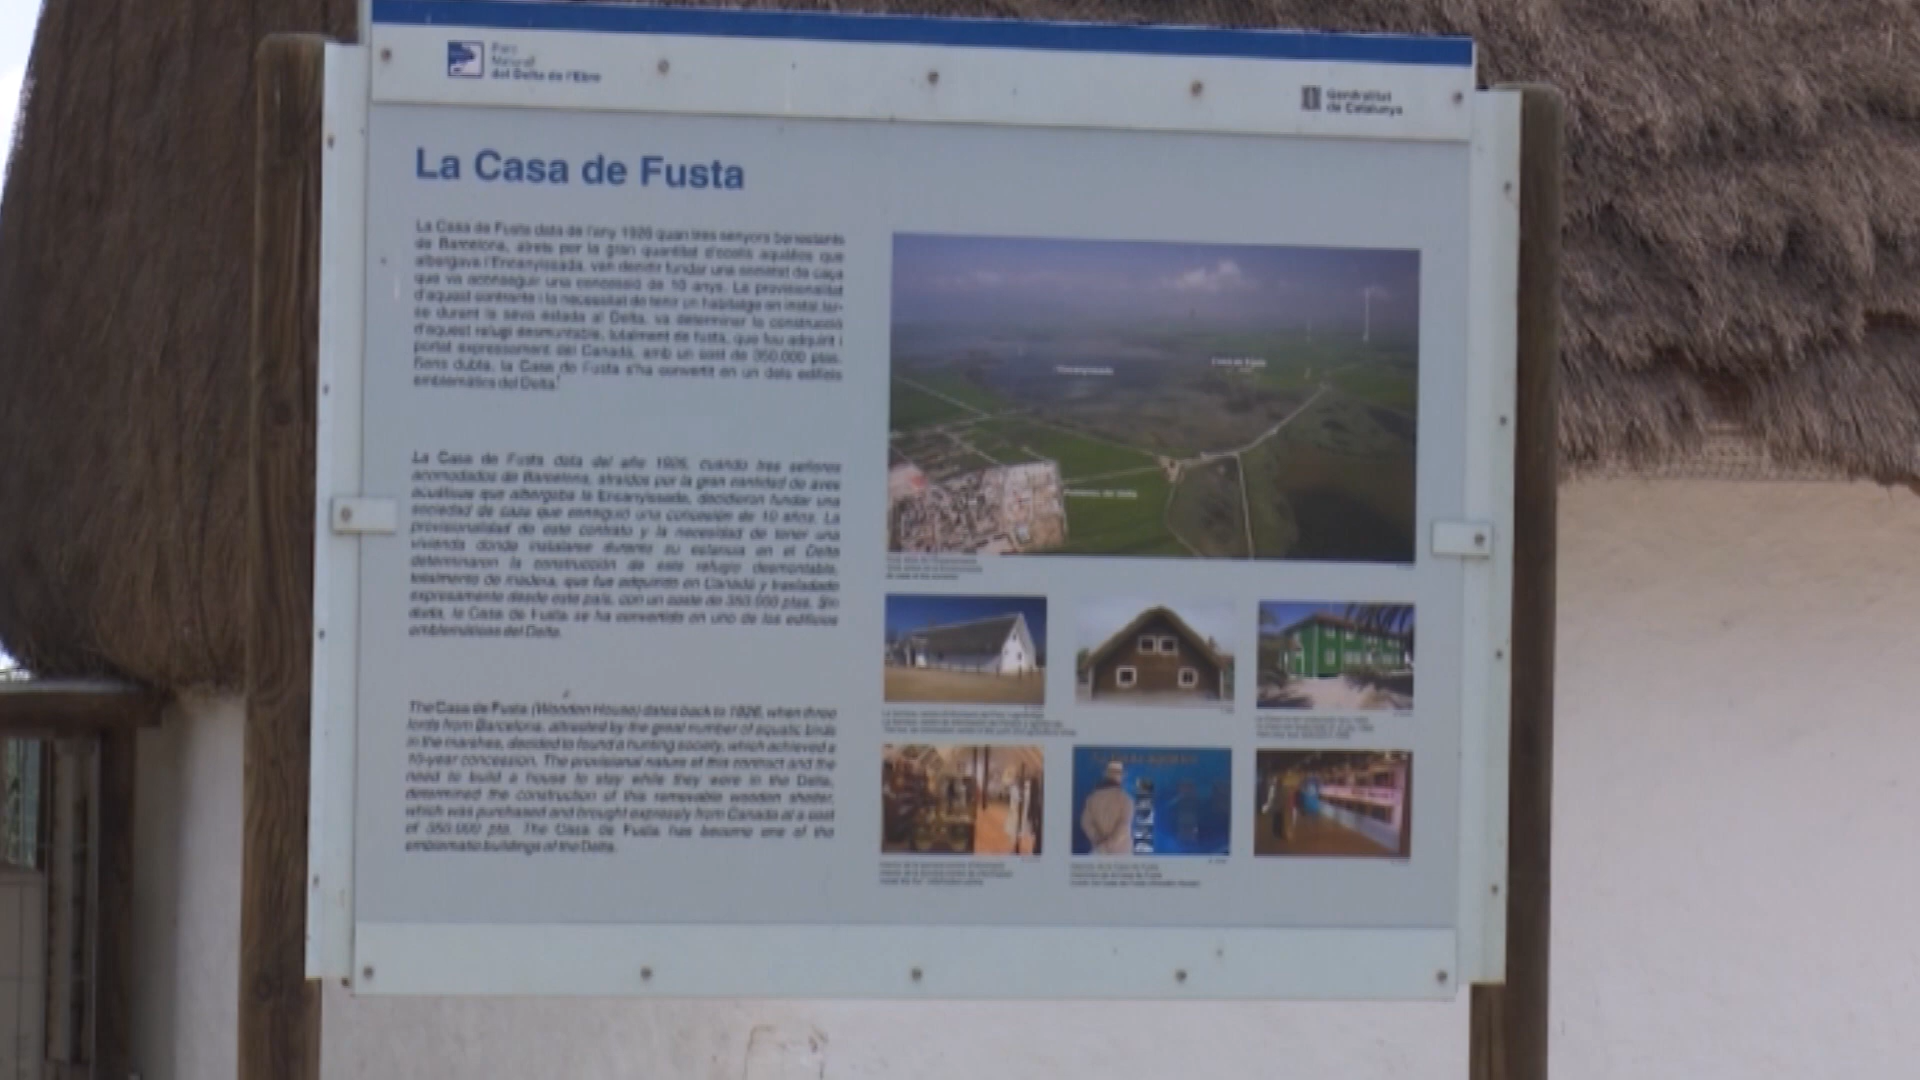 Parc
Natural
del Delta de l'Ebre
Generalitat
de Catalunya
La Casa de Fusta
La Casa de Fusta data de l'any 1926 quan tres senyors benestants
de Barcelona, atrets per la gran quantitat d'ocells aquàtics que
albergava l'Encanyissada, van decidir fundar una societat de caça
que va aconseguir una concessió de 10 anys. La provisionalitat
d'aquest contracte i la necessitat de tenir un habitatge on instal·lar-
se durant la seva estada al Delta, va determinar la construcció
d'aquest refugi desmuntable, totalment de fusta, que fou adquirit i
portat expressament del Canadà, amb un cost de 350.000 ptas.
Sens dubte, la Casa de Fusta s'ha convertit en un dels edificis
emblemàtics del Delta.
La Casa de Fusta data del año 1926, cuando tres señores
acomodados de Barcelona, atraídos por la gran cantidad de aves
acuáticas que albergaba la Encanyissada, decidieron fundar una
sociedad de caza que consiguió una concesión de 10 años. La
provisionalidad de este contrato y la necesidad de tener una
vivienda donde instalarse durante su estancia en el Delta
determinaron la construcción de este refugio desmontable,
totalmente de madera, que fue adquirido en Canadá y trasladado
expresamente desde este país, con un coste de 350.000 ptas. Sin
duda, la Casa de Fusta se ha convertido en uno de los edificios
emblemáticos del Delta.
The Casa de Fusta (Wooden House) dates back to 1926, when three
lords from Barcelona, attracted by the great number of aquatic birds
in the marshes, decided to found a hunting society, which achieved a
10-year concession. The provisional nature of this contract and the
need to build a house to stay while they were in the Delta,
determined the construction of this removable wooden shelter,
which was purchased and brought expressly from Canada at a cost
of 350.000 pts. The Casa de Fusta has become one of the
emblematic buildings of the Delta.